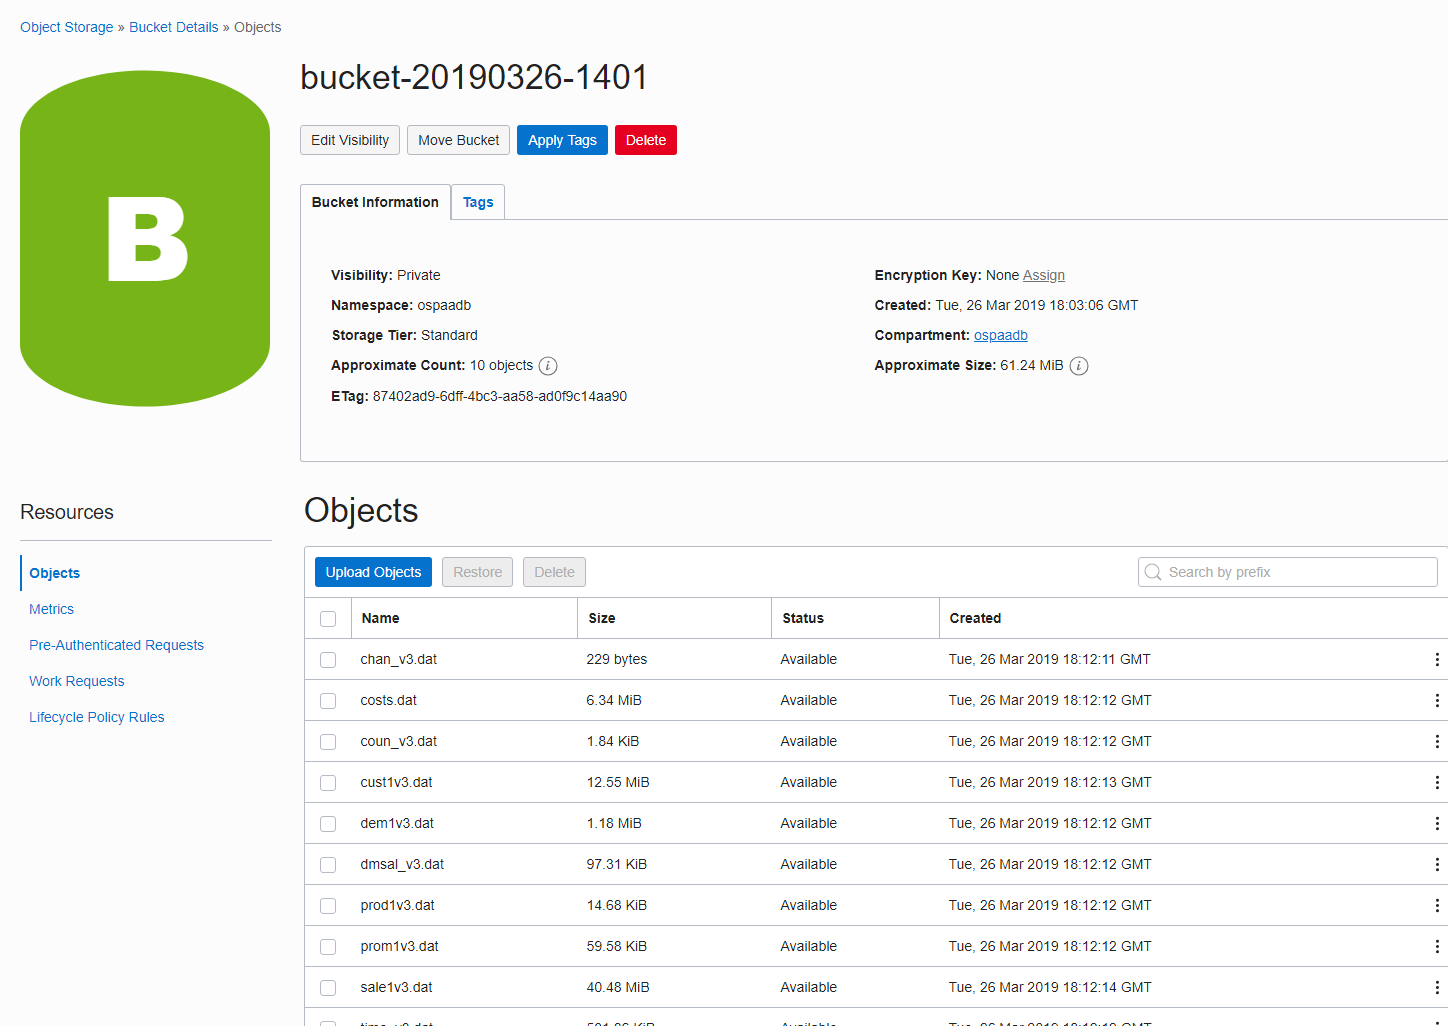 Object Storage » Bucket Details » Objects
B
bucket-20190326-1401
Edit Visibility Move Bucket Apply Tags Delete
Bucket Information Tags
Visibility: Private Encryption Key: None Assign
Namespace: ospaadb Created: Tue, 26 Mar 2019 18:03:06 GMT
Storage Tier: Standard Compartment: ospaadb
Approximate Count: 10 objects i Approximate Size: 61.24 MiB i
ETag: 87402ad9-6dff-4bc3-aa58-ad0f9c14aa90
Resources
Objects
Metrics
Pre-Authenticated Requests
Work Requests
Lifecycle Policy Rules
Objects
Upload Objects Restore Delete Search by prefix
Name Size Status Created
chan_v3.dat 229 bytes Available Tue, 26 Mar 2019 18:12:11 GMT
costs.dat 6.34 MiB Available Tue, 26 Mar 2019 18:12:12 GMT
coun_v3.dat 1.84 KiB Available Tue, 26 Mar 2019 18:12:12 GMT
cust1v3.dat 12.55 MiB Available Tue, 26 Mar 2019 18:12:13 GMT
dem1v3.dat 1.18 MiB Available Tue, 26 Mar 2019 18:12:12 GMT
dmsal_v3.dat 97.31 KiB Available Tue, 26 Mar 2019 18:12:12 GMT
prod1v3.dat 14.68 KiB Available Tue, 26 Mar 2019 18:12:12 GMT
prom1v3.dat 59.58 KiB Available Tue, 26 Mar 2019 18:12:12 GMT
sale1v3.dat 40.48 MiB Available Tue, 26 Mar 2019 18:12:14 GMT